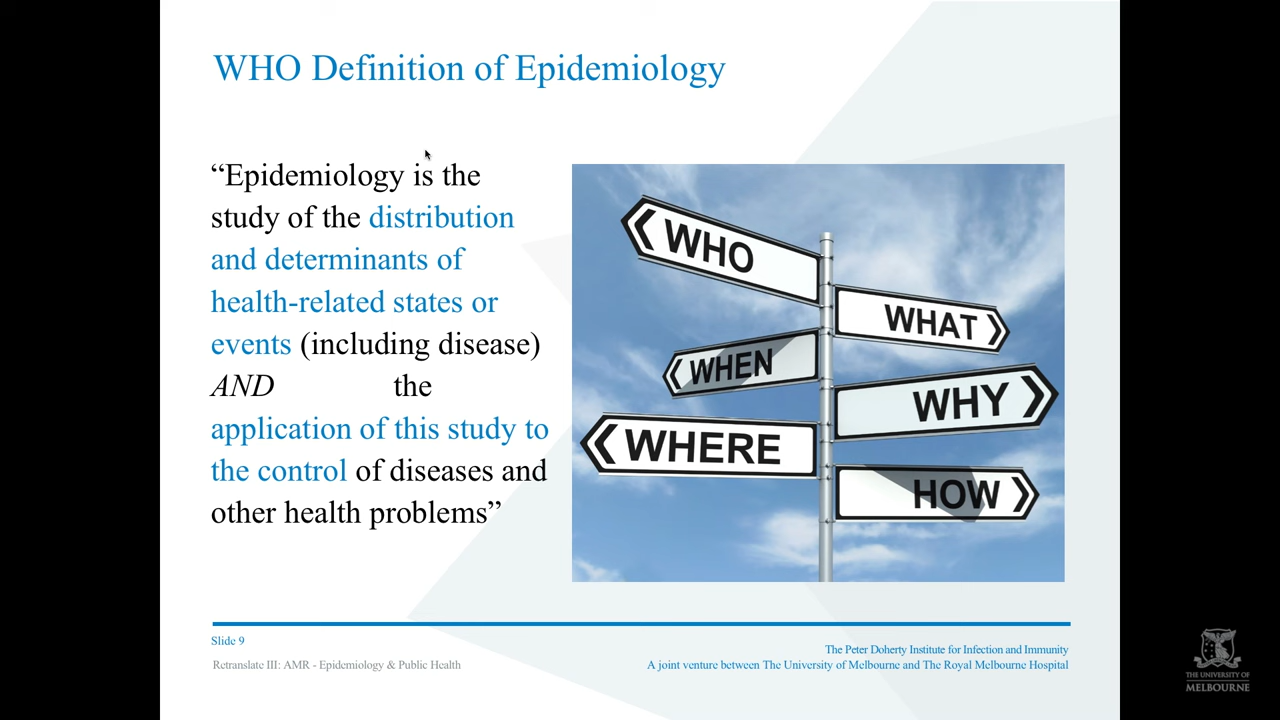 WHO Definition of Epidemiology
“Epidemiology is the
study of the distribution
and determinants of
health-related states or
events (including disease)
AND the
application of this study to
the control of diseases and
other health problems”
WHO
WHAT
WHEN
WHY
WHERE
HOW
Slide 9
Retranslate III: AMR - Epidemiology & Public Health
The Peter Doherty Institute for Infection and Immunity
A joint venture between The University of Melbourne and The Royal Melbourne Hospital
THE UNIVERSITY OF
MELBOURNE